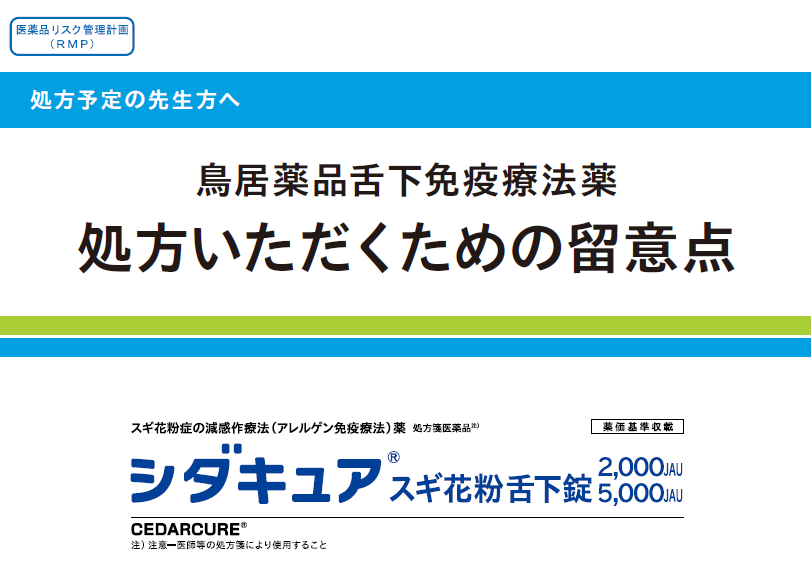 医薬品リスク管理計画
（RMP）
処方予定の先生方へ
鳥居薬品舌下免疫療法薬
処方いただくための留意点
スギ花粉症の減感作療法（アレルゲン免疫療法）薬 処方箋医薬品注）
薬価基準収載
シダキュア® スギ花粉舌下錠 2,000JAU
5,000JAU
CEDARCURE®
注）注意ー医師等の処方箋により使用すること